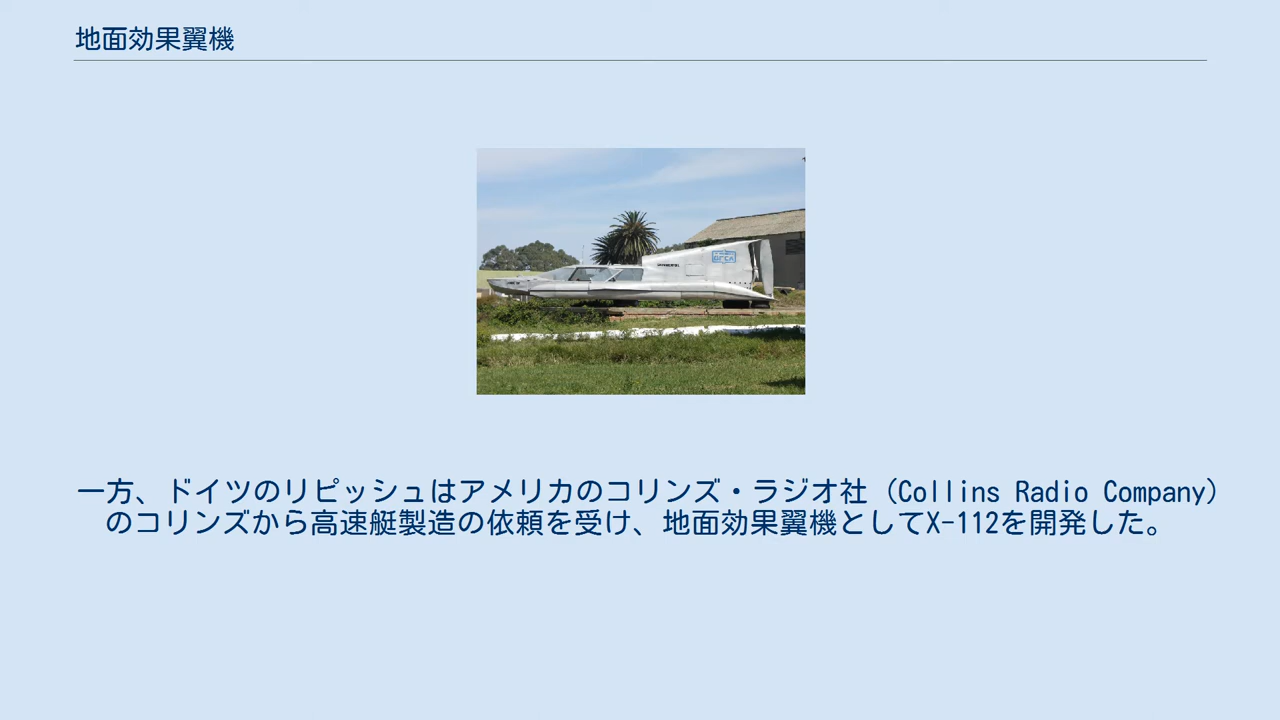 地面効果翼機
一方、ドイツのリピッシュはアメリカのコリンズ・ラジオ社（Collins Radio Company）
のコリンズから高速艇製造の依頼を受け、地面効果翼機としてX-112を開発した。